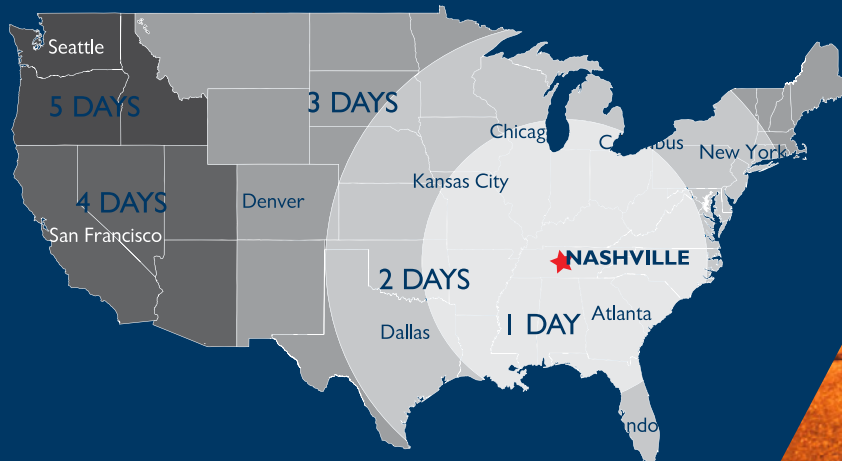 Seattle
5 DAYS
3 DAYS
Chicag
New York
Kansas City
4 DAYS
Denver
San Francisco
NASHVILLE
2 DAYS
Atlanta
1 DAY
Dallas
ndo